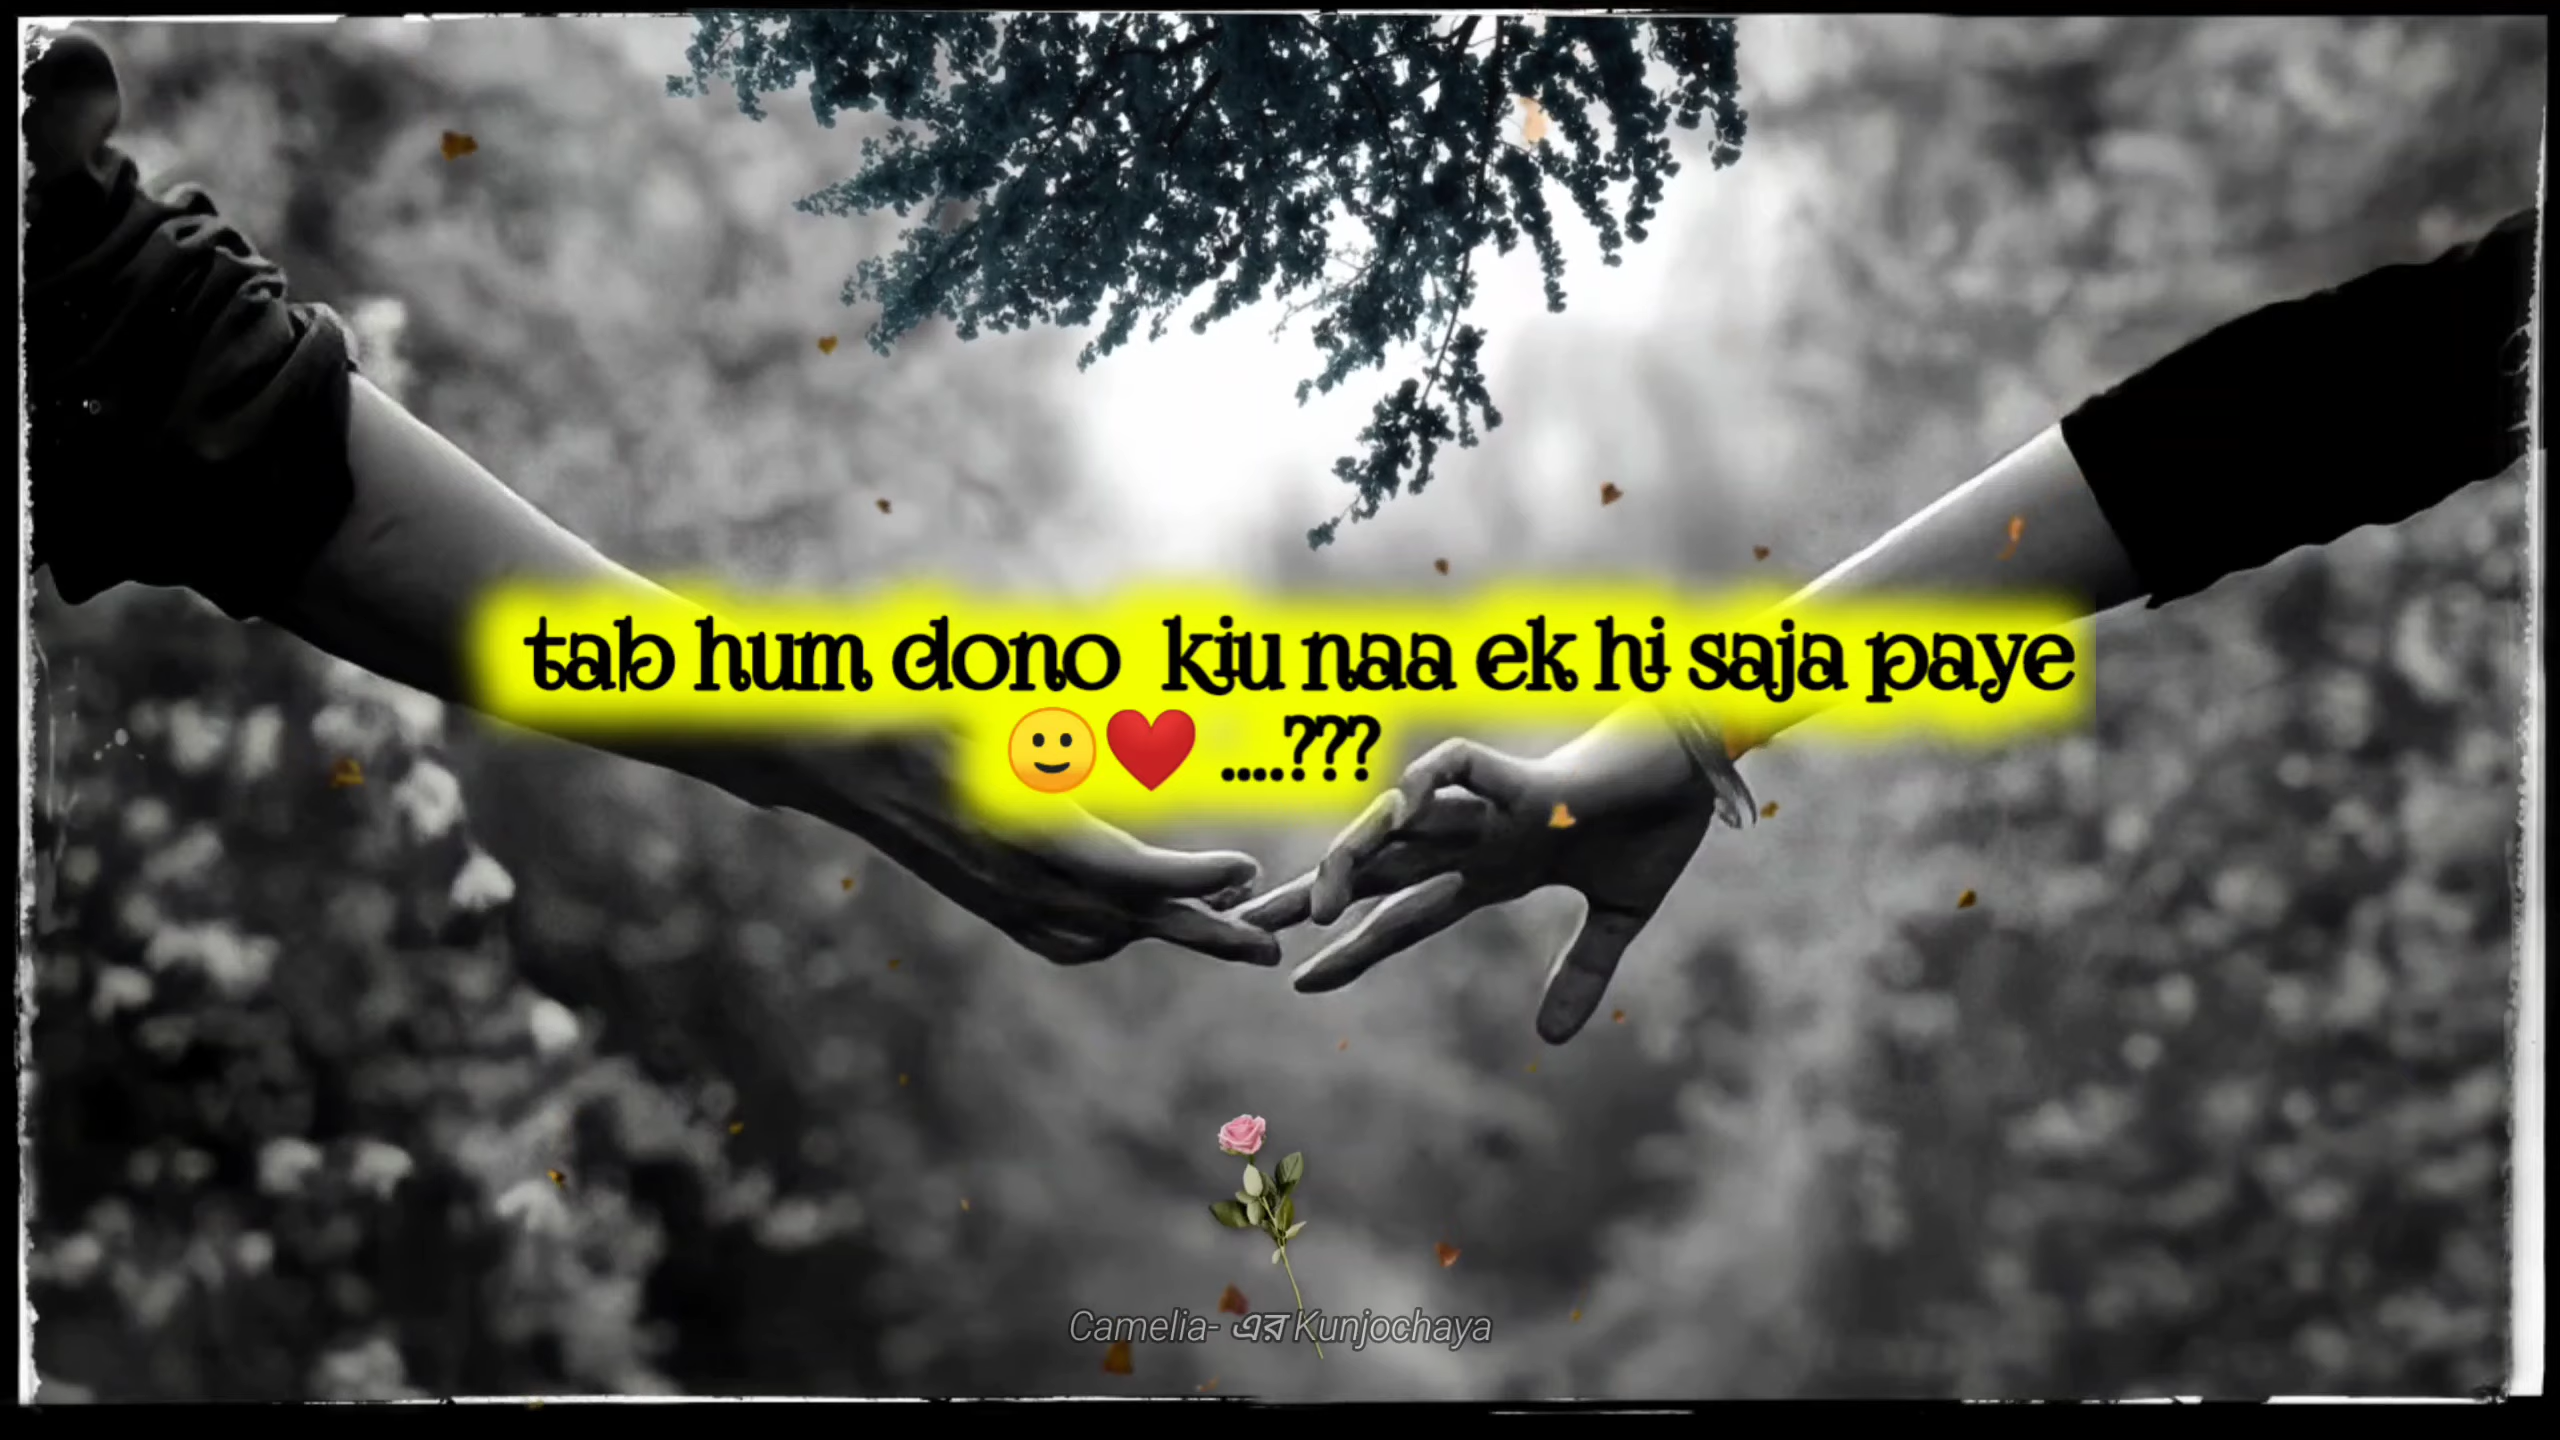 tab hum dono kiu naa ek hi saja paye
🙂❤️ ....???
Camelia- এর Kunjochaya